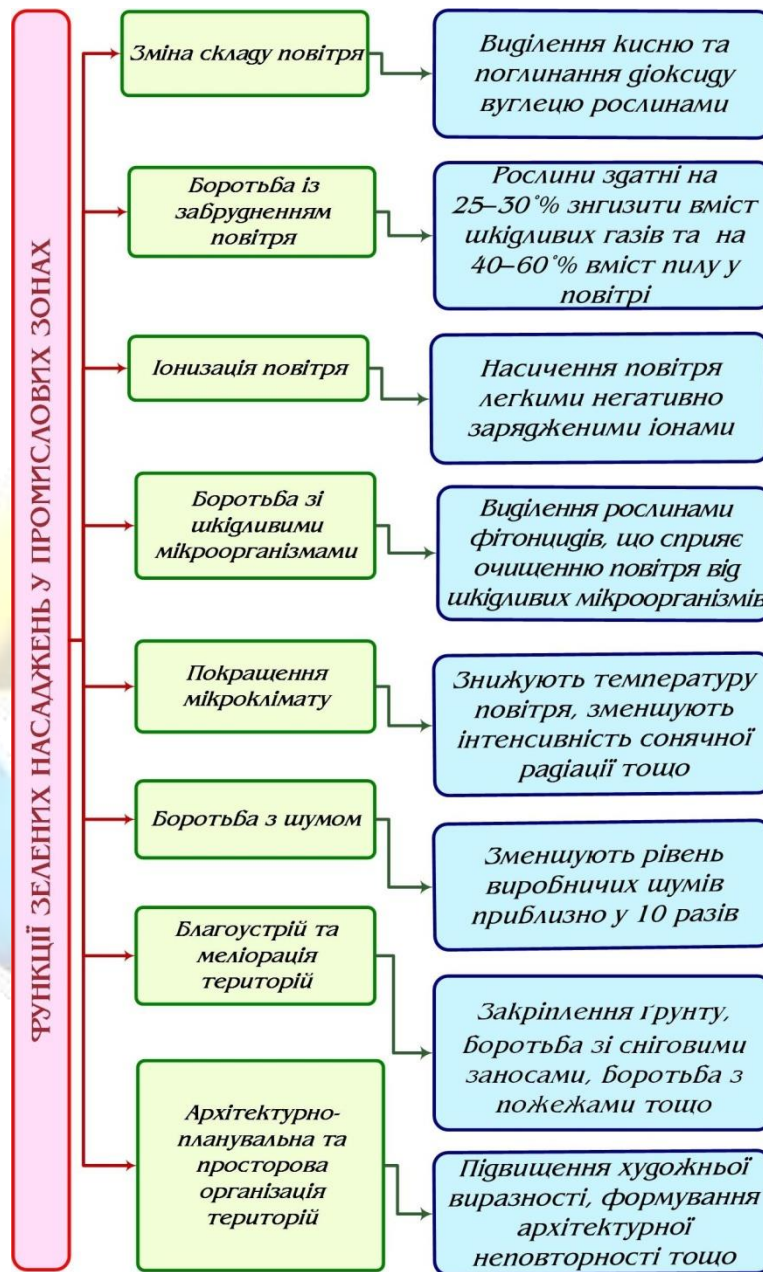 ФУНКЦІЇ ЗЕЛЕНИХ НАСАДЖЕНЬ У ПРОМИСЛОВИХ ЗОНАХ
Зміна складу повітря
Виділення кисню та
поглинання діоксиду
вуглецю рослинами
Боротьба із
забрудненням
повітря
Рослини здатні на
25–30˚% знгизити вміст
шкідливих газів та на
40–60˚% вміст пилу у
повітрі
Іонизація повітря
Насичення повітря
легкими негативно
зарядженими іонами
Боротьба зі
шкідливими
мікроорганізмами
Виділення рослинами
фітонцидів, що сприяє
очищенню повітря від
шкідливих мікроорганізмів
Покращення
мікроклімату
Знижують температуру
повітря, зменшують
інтенсивність сонячної
радіації тощо
Боротьба з шумом
Зменшують рівень
виробничих шумів
приблизно у 10 разів
Благоустрій та
меліорація
територій
Закріплення ґрунту,
боротьба зі сніговими
заносами, боротьба з
пожежами тощо
Архітектурно-
планувальна та
просторова
організація
територій
Підвищення художньої
виразності, формування
архітектурної
неповторності тощо